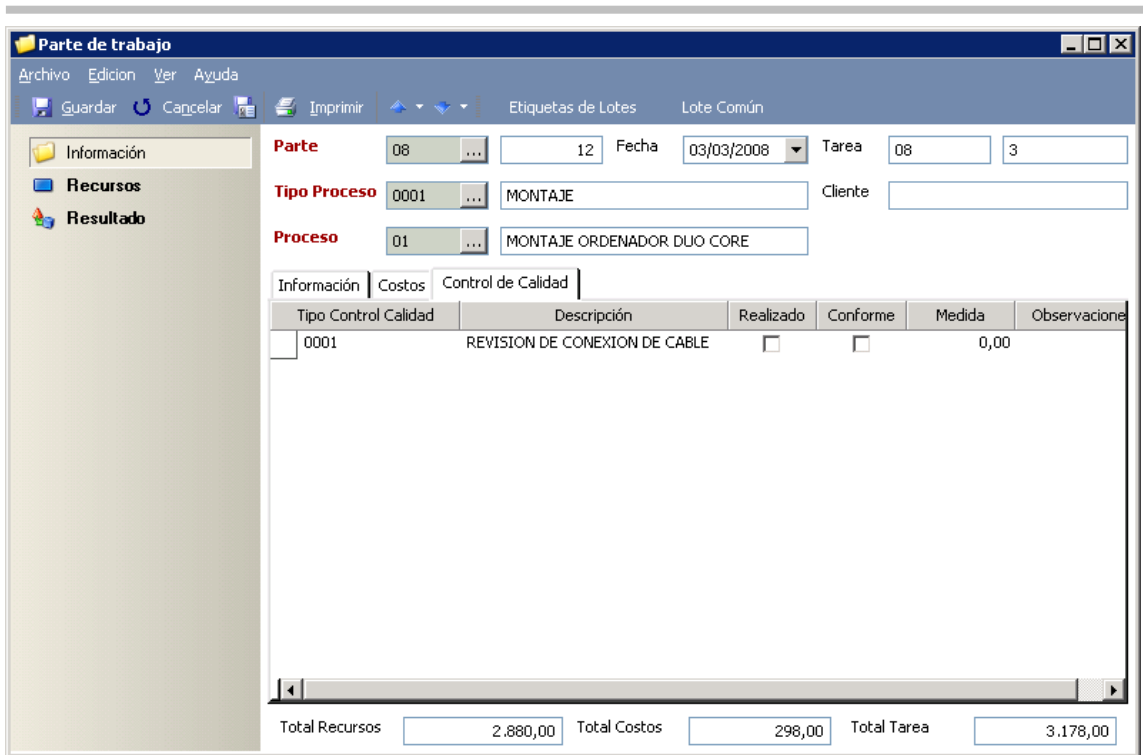 Parte de trabajo
Archivo Edicion Ver Ayuda
Guardar Cancelar Imprimir Etiquetas de Lotes Lote Común
Información
Recursos
Resultado
Parte 08 ... 12 Fecha 03/03/2008 Tarea 08 3
Tipo Proceso 0001 ... MONTAJE Cliente
Proceso 01 ... MONTAJE ORDENADOR DUO CORE
Información Costos Control de Calidad
Tipo Control Calidad Descripción Realizado Conforme Medida Observacione
0001 REVISION DE CONEXION DE CABLE 0,00
Total Recursos 2.880,00 Total Costos 298,00 Total Tarea 3.178,00